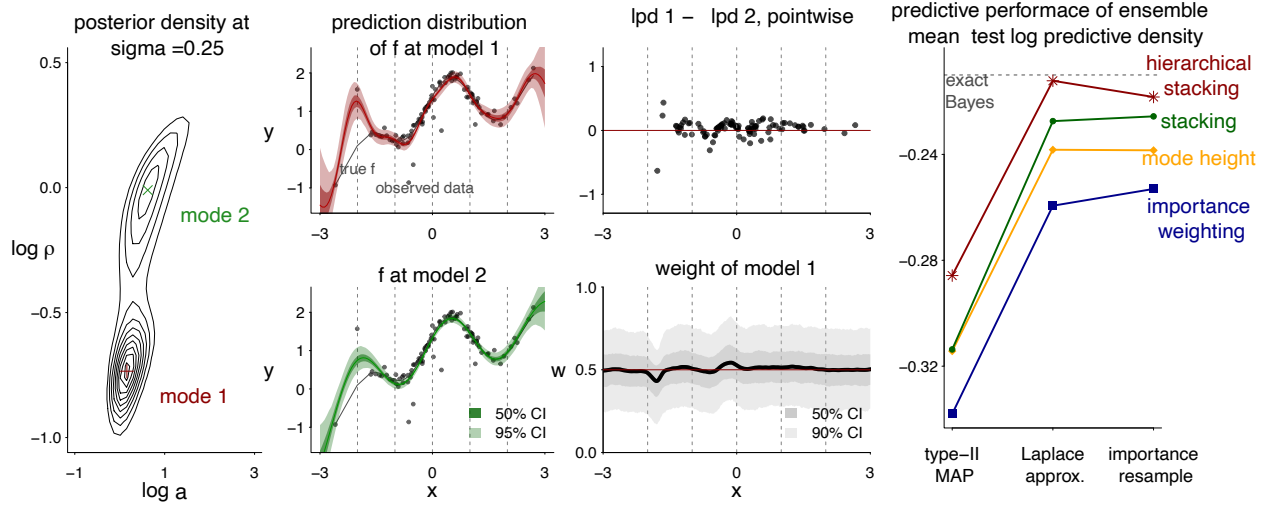 posterior density at
sigma =0.25
0.5
0.0
−0.5
−1.0
log ρ
mode 2
mode 1
−1
1
3
log a
prediction distribution
of f at model 1
2
1
0
−1
y
true f
observed data
−3
0
3
f at model 2
2
1
0
−1
y
50% CI
95% CI
−3
0
3
x
lpd 1 − lpd 2, pointwise
1
0
−1
−3
0
3
weight of model 1
1.0
0.5
0.0
w
50% CI
90% CI
−3
0
3
x
predictive performace of ensemble
mean test log predictive density
exact
Bayes
hierarchical
stacking
stacking
mode height
importance
weighting
−0.24
−0.28
−0.32
type−II
MAP
Laplace
approx.
importance
resample